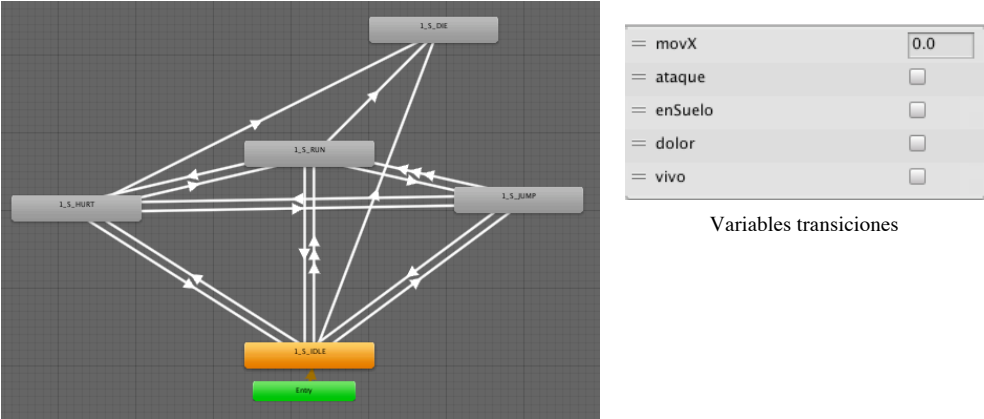 1_S_DIE
1_S_RUN
1_S_HURT
1_S_JUMP
1_S_IDLE
Entry
movX 0.0
ataque
enSuelo
dolor
vivo
Variables transiciones